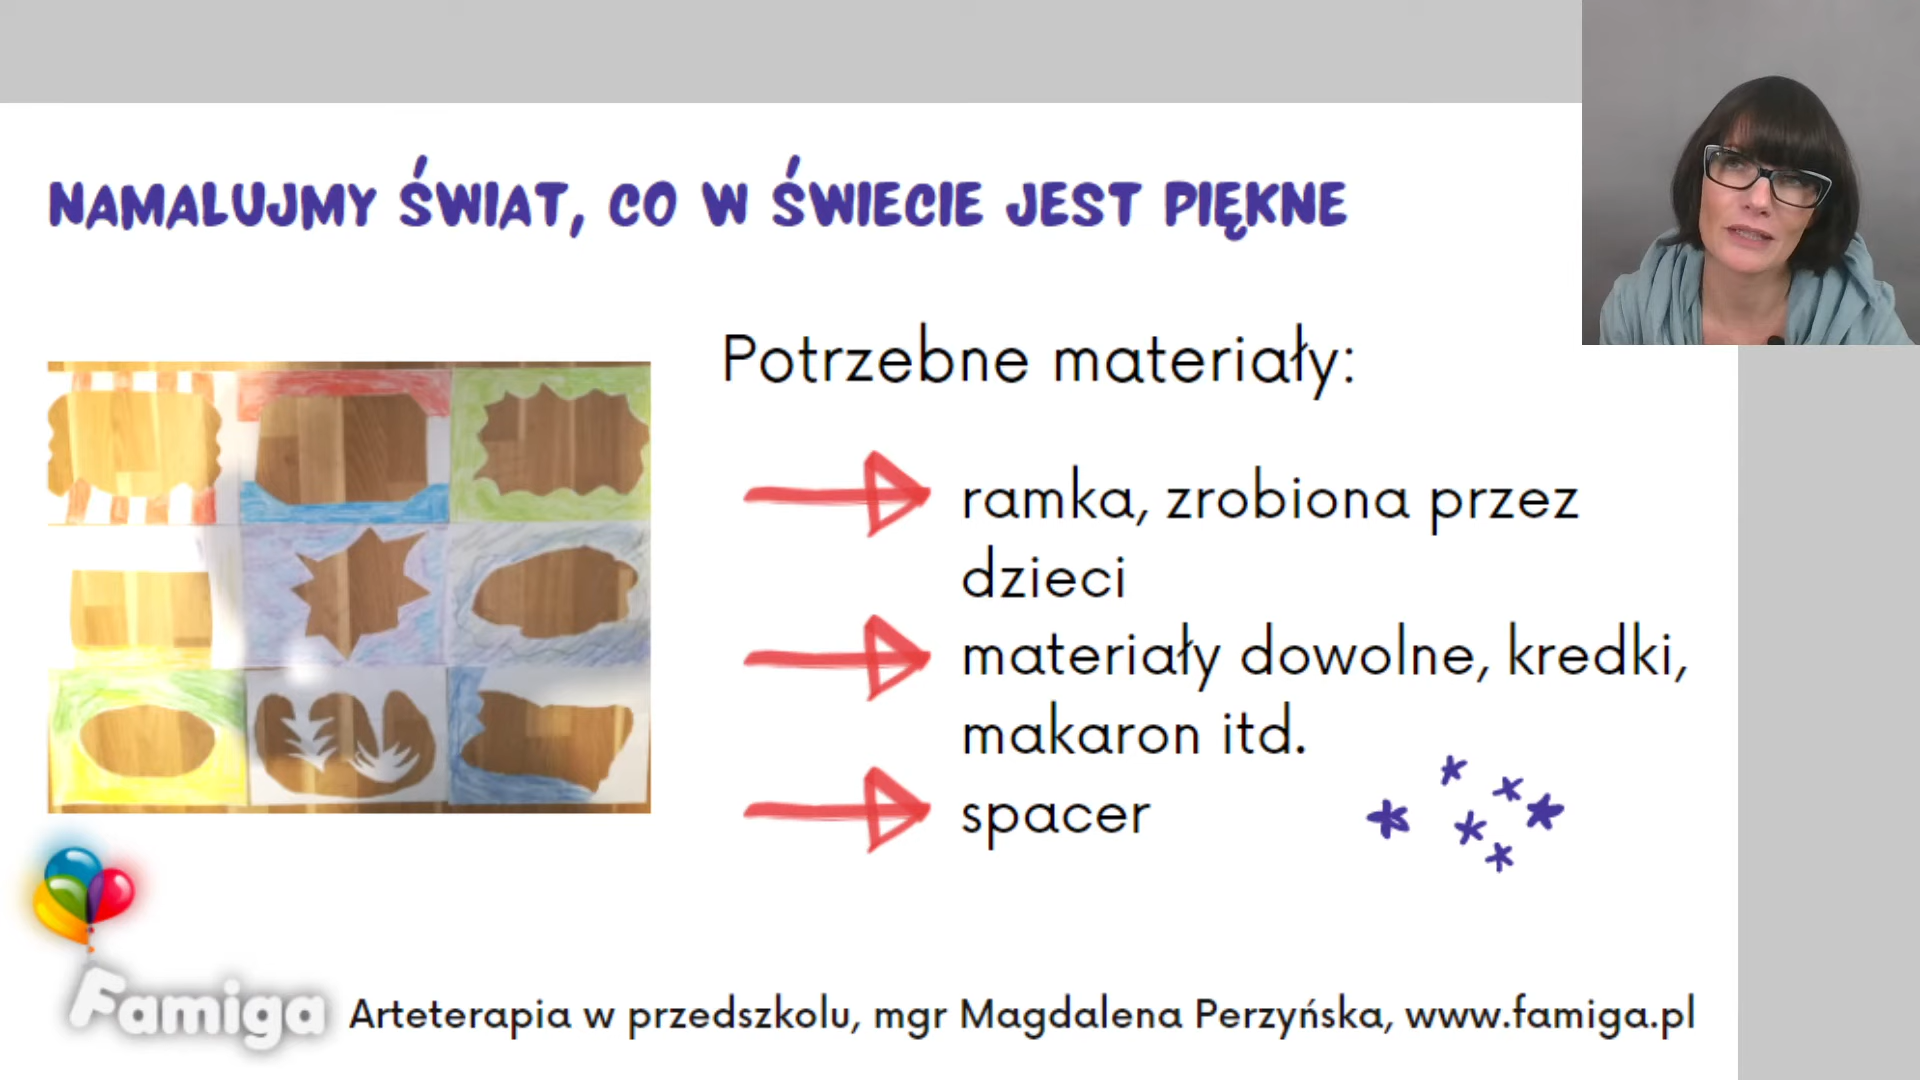 NAMALUJMY ŚWIAT, CO W ŚWIECIE JEST PIĘKNE
Potrzebne materiały:
ramka, zrobiona przez
dzieci
materiały dowolne, kredki,
makaron itd.
spacer
Famiga
Arteterapia w przedszkolu, mgr Magdalena Perzyńska, www.famiga.pl